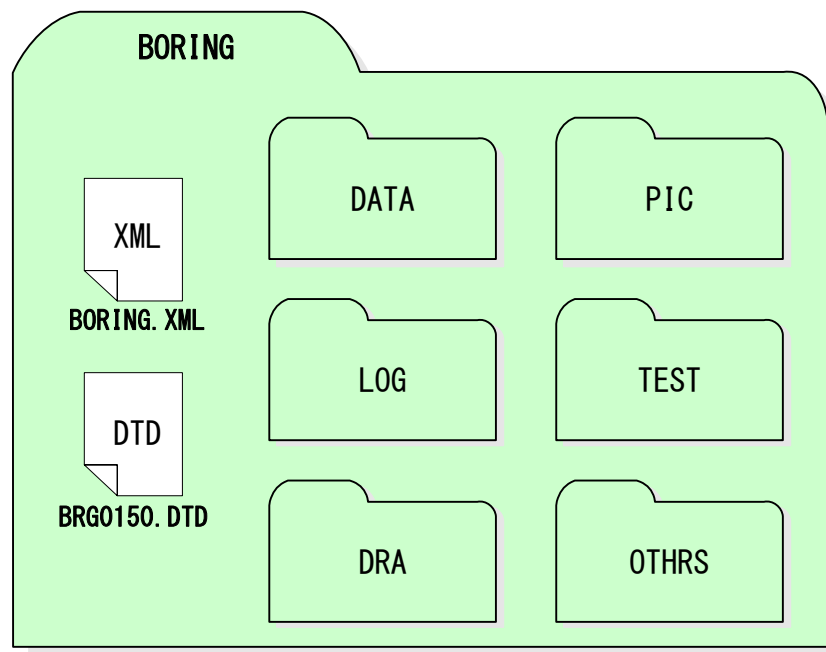 BORING
DATA
PIC
XML
BORING.XML
LOG
TEST
DTD
BRG0150.DTD
DRA
OTHRS